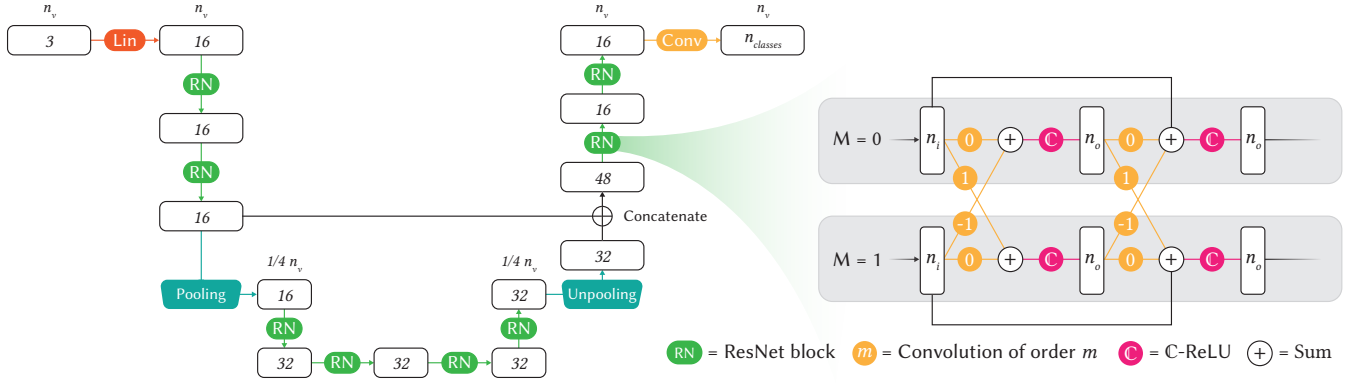 n_v
n_v
n_v
n_v
3
Lin
16
16
Conv
n_classes
RN
RN
16
16
RN
RN
48
16
Concatenate
32
1/4 n_v
1/4 n_v
Pooling
16
32
Unpooling
RN
RN
32
RN
32
RN
32
M = 0
n_i
0
+
ℂ
n_o
0
+
ℂ
n_o
1
1
-1
-1
M = 1
n_i
0
+
ℂ
n_o
0
+
ℂ
n_o
RN = ResNet block
m = Convolution of order m
ℂ = ℂ-ReLU
+ = Sum